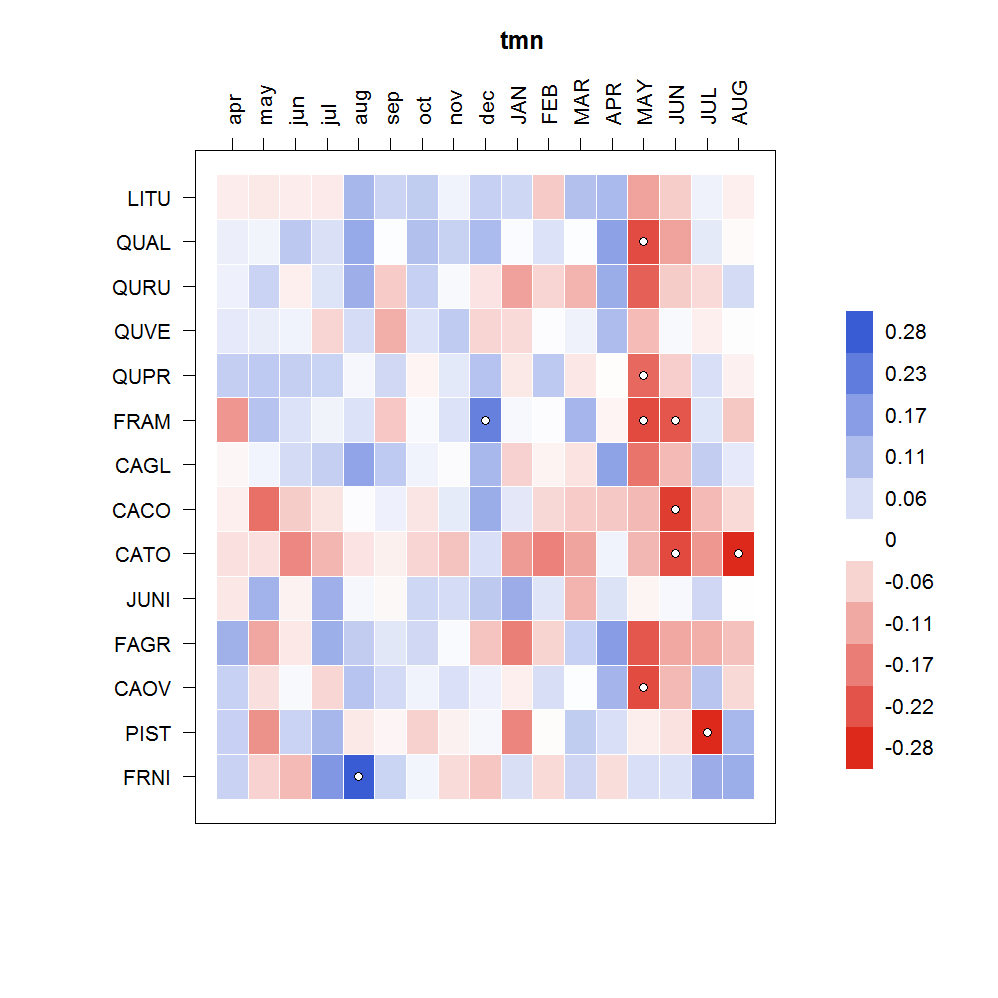 tmn
apr may jun jul aug sep oct nov dec JAN FEB MAR APR MAY JUN JUL AUG
LITU
QUAL
QURU
QUVE
QUPR
FRAM
CAGL
CACO
CATO
JUNI
FAGR
CAOV
PIST
FRNI
0.28
0.23
0.17
0.11
0.06
0
-0.06
-0.11
-0.17
-0.22
-0.28